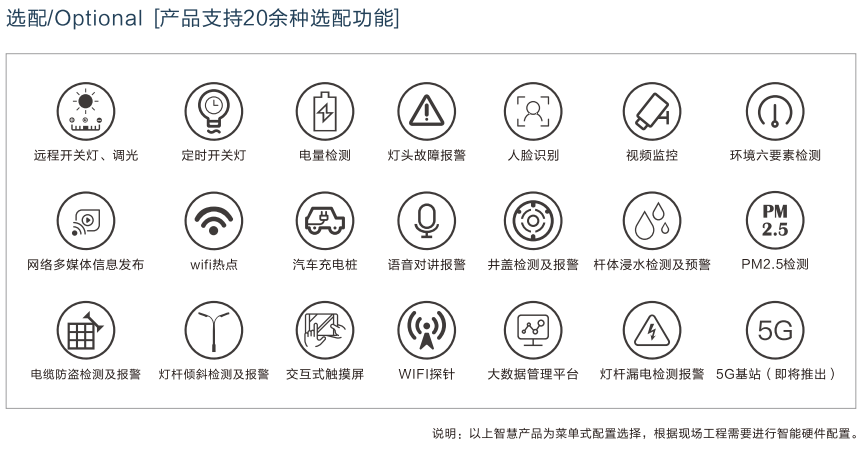 选配/Optional [产品支持20余种选配功能]
远程开关灯、调光 定时开关灯 电量检测 灯头故障报警 人脸识别 视频监控 环境六要素检测
PM
2.5
网络多媒体信息发布 wifi热点 汽车充电桩 语音对讲报警 井盖检测及报警 杆体浸水检测及预警 PM2.5检测
5G
电缆防盗检测及报警 灯杆倾斜检测及报警 交互式触摸屏 WIFI探针 大数据管理平台 灯杆漏电检测报警 5G基站（即将推出）
说明：以上智慧产品为菜单式配置选择，根据现场工程需要进行智能硬件配置。